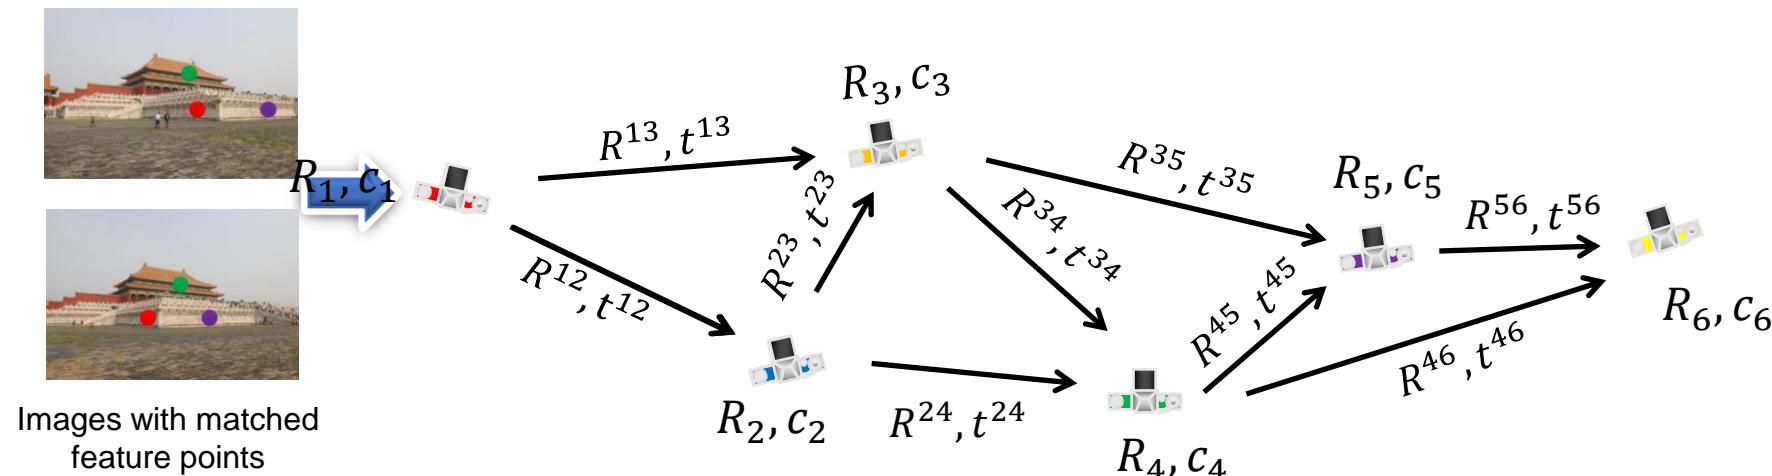 R₁, c₁
R¹³, t¹³
R₃, c₃
R¹², t¹²
R²³, t²³
R₂, c₂
R²⁴, t²⁴
R³⁴, t³⁴
R³⁵, t³⁵
R₄, c₄
R⁴⁵, t⁴⁵
R₅, c₅
R⁴⁶, t⁴⁶
R⁵⁶, t⁵⁶
R₆, c₆
Images with matched
feature points